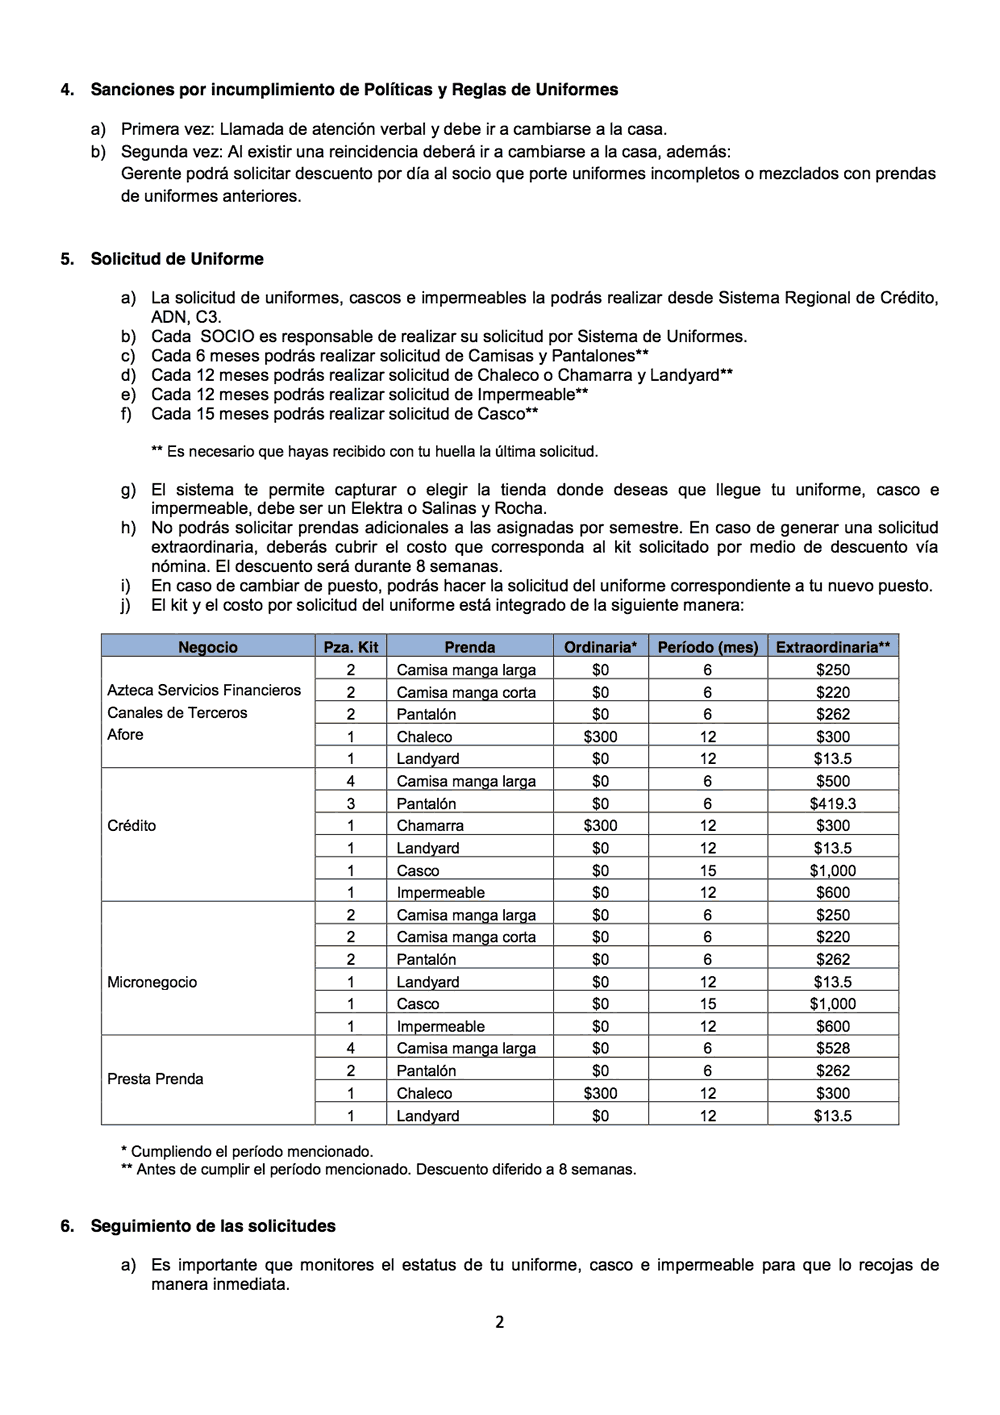 4. Sanciones por incumplimiento de Políticas y Reglas de Uniformes
a) Primera vez: Llamada de atención verbal y debe ir a cambiarse a la casa.
b) Segunda vez: Al existir una reincidencia deberá ir a cambiarse a la casa, además:
Gerente podrá solicitar descuento por día al socio que porte uniformes incompletos o mezclados con prendas
de uniformes anteriores.
5. Solicitud de Uniforme
a) La solicitud de uniformes, cascos e impermeables la podrás realizar desde Sistema Regional de Crédito,
ADN, C3.
b) Cada SOCIO es responsable de realizar su solicitud por Sistema de Uniformes.
c) Cada 6 meses podrás realizar solicitud de Camisas y Pantalones**
d) Cada 12 meses podrás realizar solicitud de Chaleco o Chamarra y Landyard**
e) Cada 12 meses podrás realizar solicitud de Impermeable**
f) Cada 15 meses podrás realizar solicitud de Casco**
** Es necesario que hayas recibido con tu huella la última solicitud.
g) El sistema te permite capturar o elegir la tienda donde deseas que llegue tu uniforme, casco e
impermeable, debe ser un Elektra o Salinas y Rocha.
h) No podrás solicitar prendas adicionales a las asignadas por semestre. En caso de generar una solicitud
extraordinaria, deberás cubrir el costo que corresponda al kit solicitado por medio de descuento vía
nómina. El descuento será durante 8 semanas.
i) En caso de cambiar de puesto, podrás hacer la solicitud del uniforme correspondiente a tu nuevo puesto.
j) El kit y el costo por solicitud del uniforme está integrado de la siguiente manera:
Negocio Pza. Kit Prenda Ordinaria* Período (mes) Extraordinaria**
2 Camisa manga larga $0 6 $250
Azteca Servicios Financieros 2 Camisa manga corta $0 6 $220
Canales de Terceros 2 Pantalón $0 6 $262
Afore 1 Chaleco $300 12 $300
1 Landyard $0 12 $13.5
4 Camisa manga larga $0 6 $500
3 Pantalón $0 6 $419.3
Crédito 1 Chamarra $300 12 $300
1 Landyard $0 12 $13.5
1 Casco $0 15 $1,000
1 Impermeable $0 12 $600
2 Camisa manga larga $0 6 $250
2 Camisa manga corta $0 6 $220
2 Pantalón $0 6 $262
Micronegocio 1 Landyard $0 12 $13.5
1 Casco $0 15 $1,000
1 Impermeable $0 12 $600
4 Camisa manga larga $0 6 $528
Presta Prenda 2 Pantalón $0 6 $262
1 Chaleco $300 12 $300
1 Landyard $0 12 $13.5
* Cumpliendo el período mencionado.
** Antes de cumplir el período mencionado. Descuento diferido a 8 semanas.
6. Seguimiento de las solicitudes
a) Es importante que monitores el estatus de tu uniforme, casco e impermeable para que lo recojas de
manera inmediata.
2